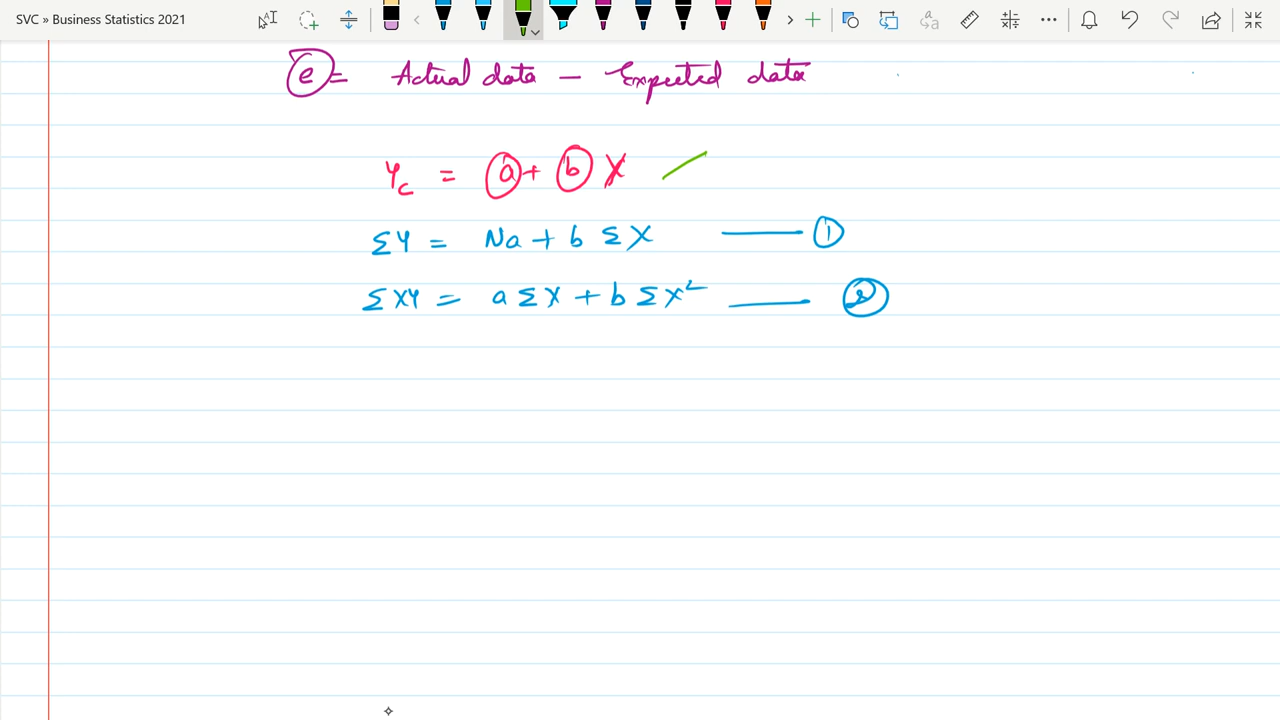 SVC » Business Statistics 2021
e = Actual data - Expected data
Yc = a + b X
ΣY = Na + b ΣX —— 1
ΣXY = a ΣX + b ΣX² —— 2